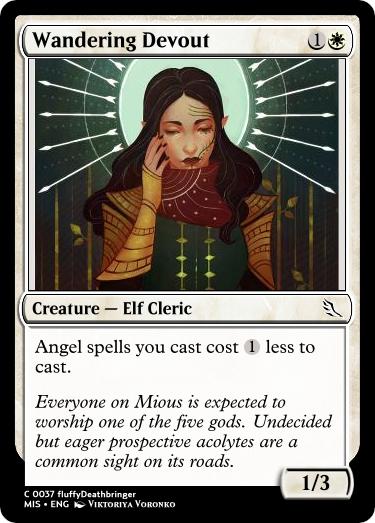 Wandering Devout 1
Creature — Elf Cleric
Angel spells you cast cost 1 less to
cast.
Everyone on Mious is expected to
worship one of the five gods. Undecided
but eager prospective acolytes are a
common sight on its roads.
1/3
C 0037 fluffyDeathbringer
MIS • ENG Viktoriya Voronko